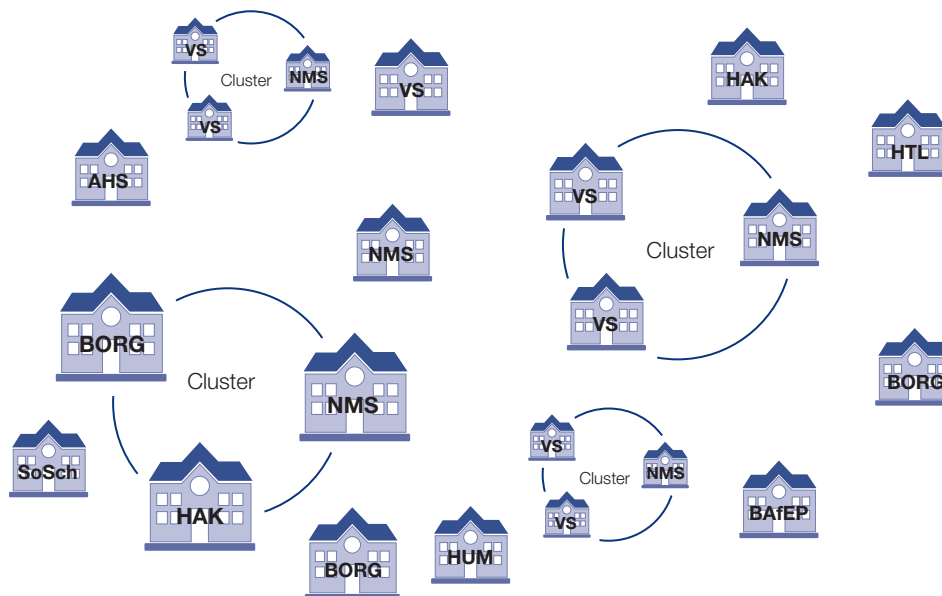 VS
Cluster
NMS
VS
VS
HAK
HTL
AHS
VS
NMS
Cluster
NMS
VS
BORG
Cluster
NMS
BORG
VS
Cluster
NMS
VS
SoSch
HAK
BAfEP
HUM
BORG